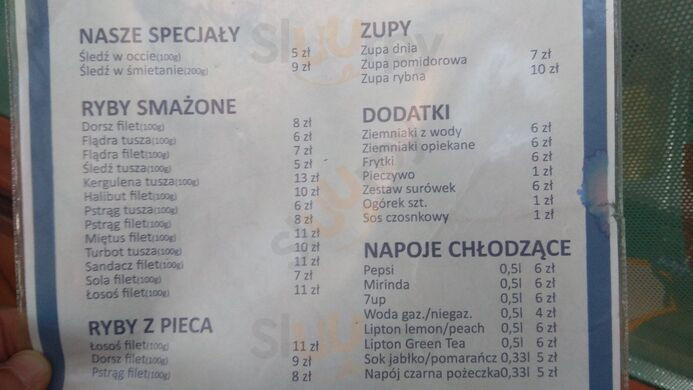 NASZE SPECJAŁY
Śledź w occie(100g) 5 zł
Śledź w śmietanie(200g) 9 zł
RYBY SMAŻONE
Dorsz filet(100g) 8 zł
Flądra tusza(100g) 6 zł
Flądra filet(100g) 7 zł
Śledź tusza(100g) 5 zł
Kergulena tusza(100g) 13 zł
Halibut filet(100g) 10 zł
Pstrąg tusza(100g) 6 zł
Pstrąg filet(100g) 8 zł
Miętus filet(100g) 11 zł
Turbot tusza(100g) 10 zł
Sandacz filet(100g) 11 zł
Sola filet(100g) 7 zł
Łosoś filet(100g) 11 zł
RYBY Z PIECA
Łosoś filet(100g) 11 zł
Dorsz filet(100g) 9 zł
Pstrąg filet(100g) 8 zł
ZUPY
Zupa dnia
Zupa pomidorowa 7 zł
Zupa rybna 10 zł
DODATKI
Ziemniaki z wody 6 zł
Ziemniaki opiekane 6 zł
Frytki 6 zł
Pieczywo 1 zł
Zestaw surówek 6 zł
Ogórek szt. 1 zł
Sos czosnkowy 1 zł
NAPOJE CHŁODZĄCE
Pepsi 0,5l 6 zł
Mirinda 0,5l 6 zł
7up 0,5l 6 zł
Woda gaz./niegaz. 0,5l 4 zł
Lipton lemon/peach 0,5l 6 zł
Lipton Green Tea 0,5l 6 zł
Sok jabłko/pomarańcz 0,33l 5 zł
Napój czarna pożeczka 0,33l 5 zł